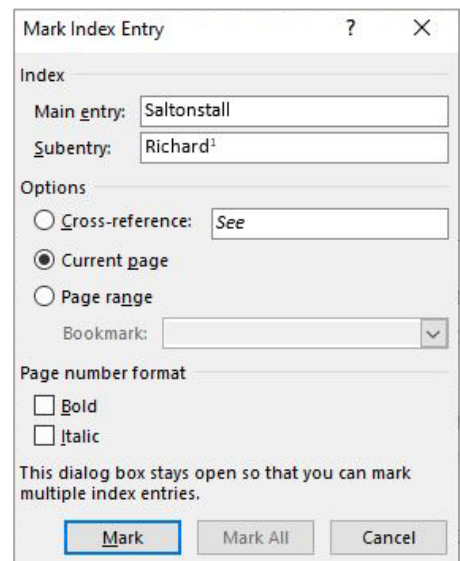 Mark Index Entry ? X
Index
Main entry: Saltonstall
Subentry: Richard¹
Options
Cross-reference: See
Current page
Page range
Bookmark:
Page number format
Bold
Italic
This dialog box stays open so that you can mark
multiple index entries.
Mark Mark All Cancel